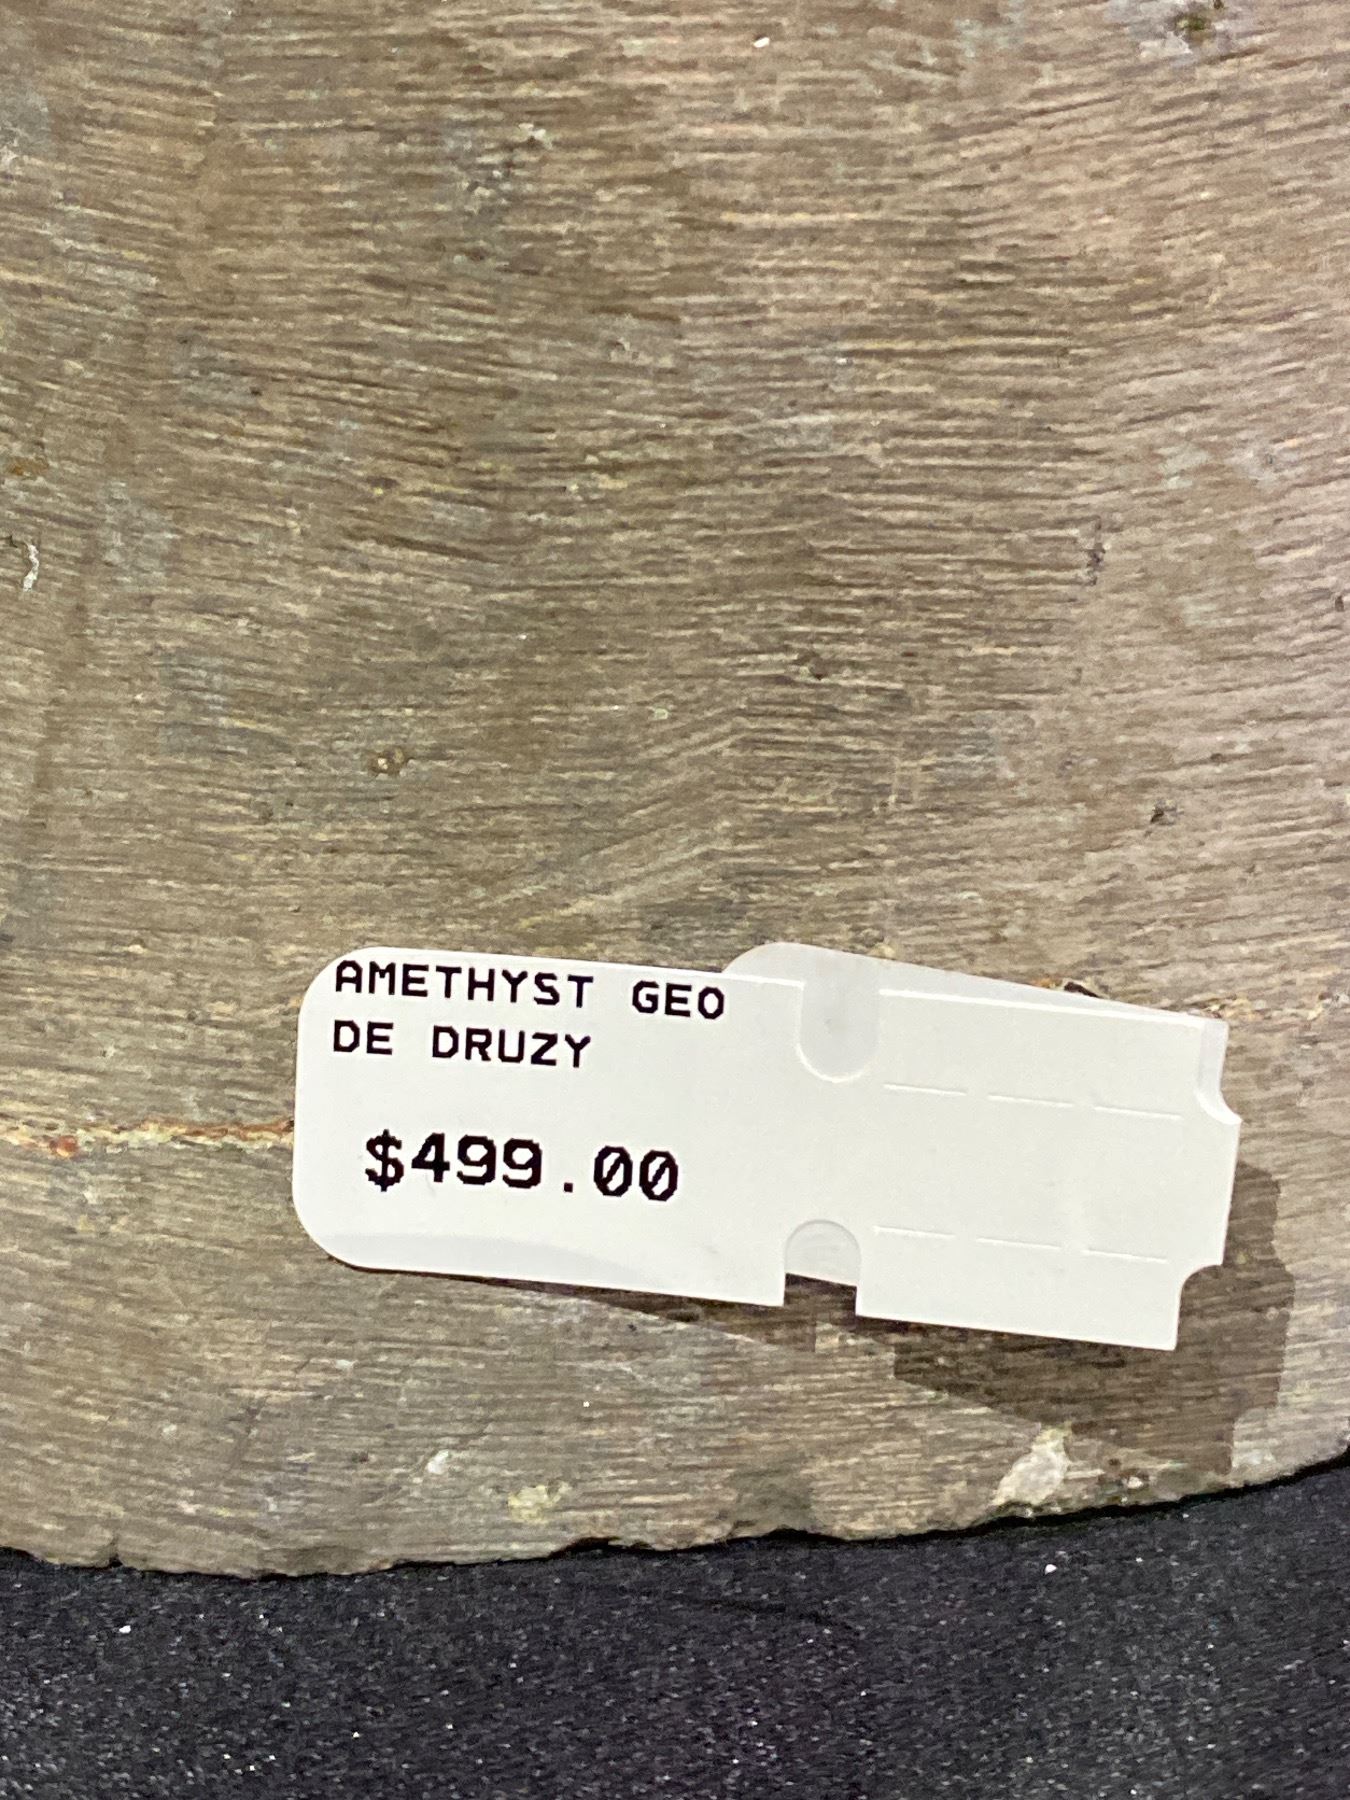 AMETHYST GEO
DE DRUZY
$499.00